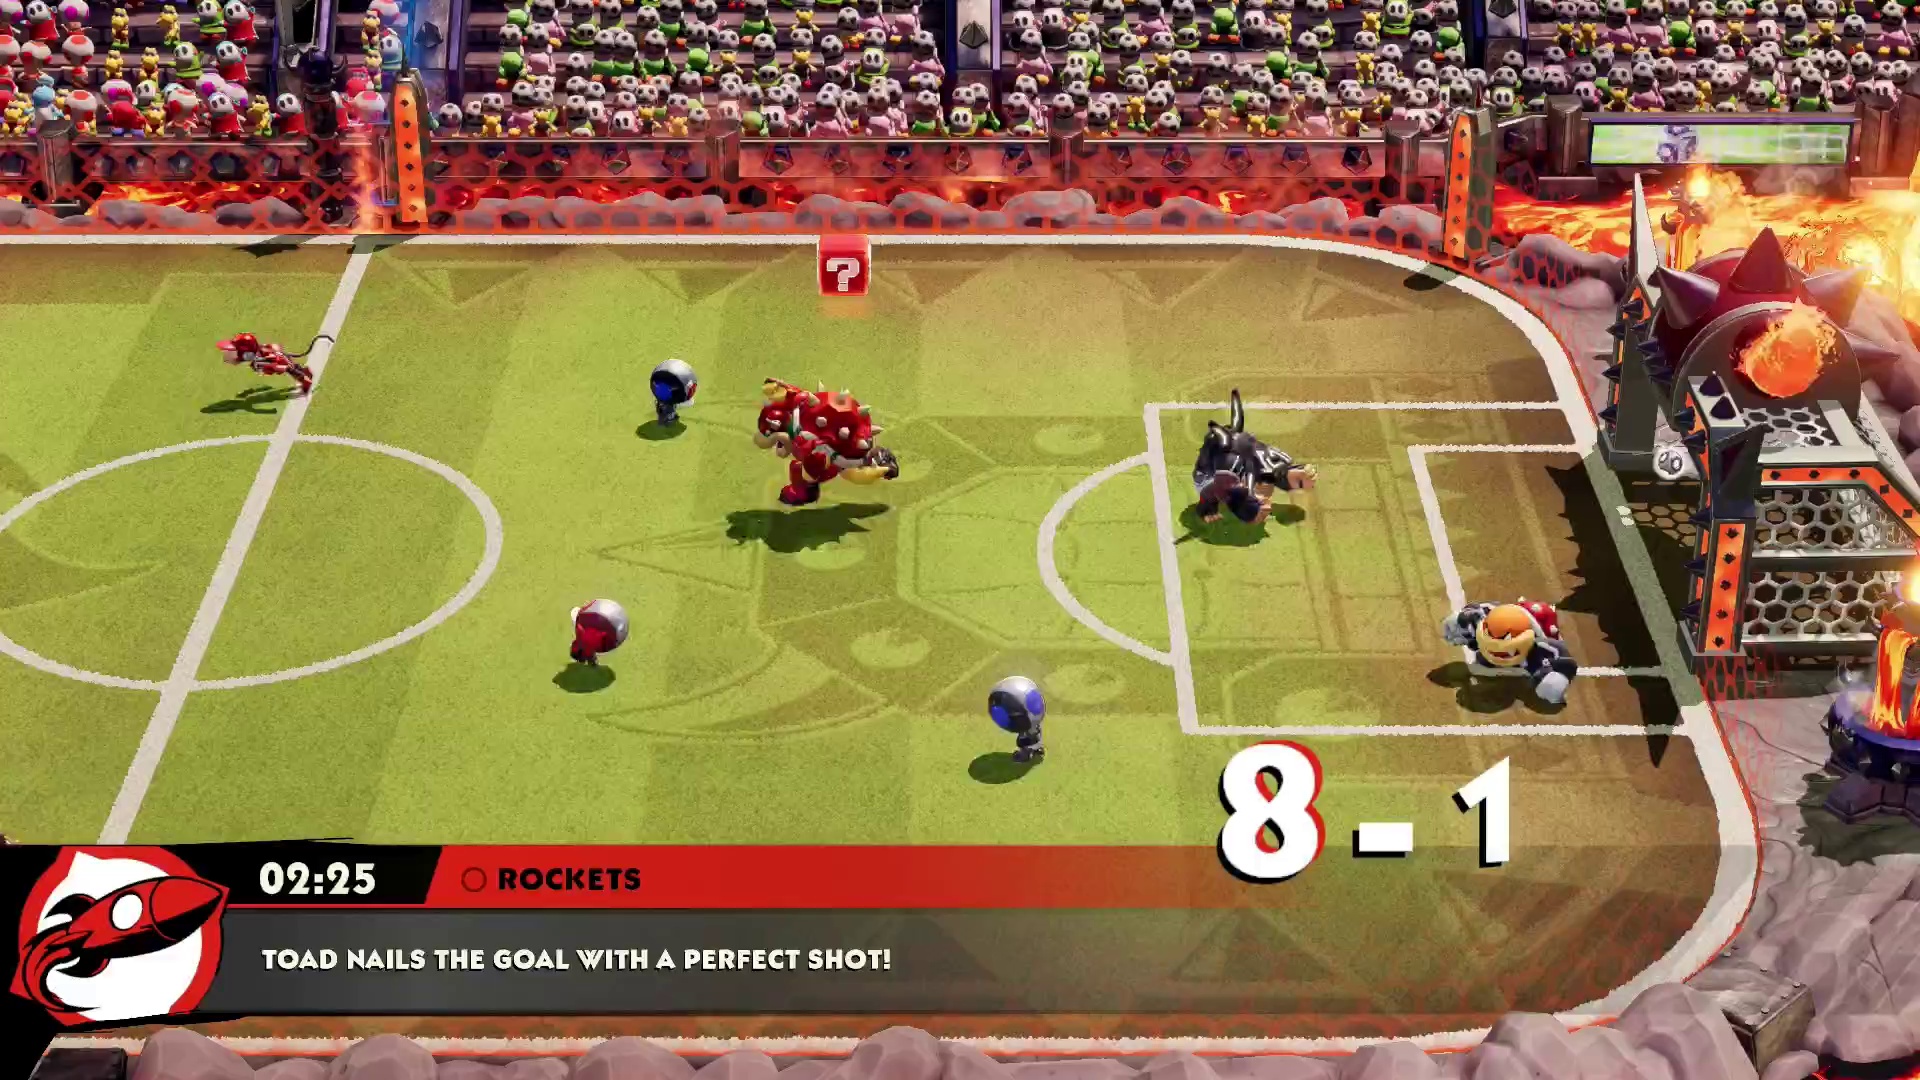 ?
8 - 1
02:25
ROCKETS
TOAD NAILS THE GOAL WITH A PERFECT SHOT!